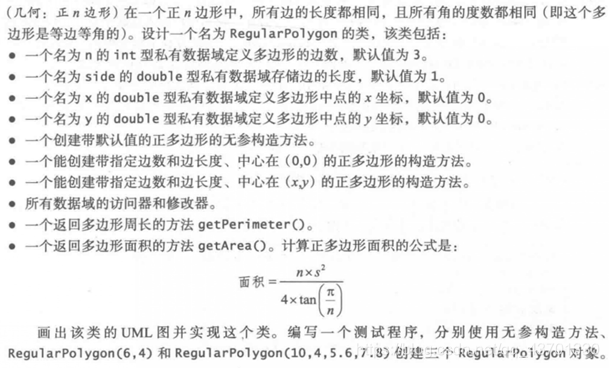 (几何：正 n 边形) 在一个正 n 边形中，所有边的长度都相同，且所有角的度数都相同 (即这个多
边形是等边等角的)。设计一个名为 RegularPolygon 的类，该类包括：
● 一个名为 n 的 int 型私有数据域定义多边形的边数，默认值为 3。
● 一个名为 side 的 double 型私有数据域存储边的长度，默认值为 1。
● 一个名为 x 的 double 型私有数据域定义多边形中点的 x 坐标，默认值为 0。
● 一个名为 y 的 double 型私有数据域定义多边形中点的 y 坐标，默认值为 0。
● 一个创建带默认值的正多边形的无参构造方法。
● 一个能创建带指定边数和边长度、中心在 (0,0) 的正多边形的构造方法。
● 一个能创建带指定边数和边长度、中心在 (x,y) 的正多边形的构造方法。
● 所有数据域的访问器和修改器。
● 一个返回多边形周长的方法 getPerimeter()。
● 一个返回多边形面积的方法 getArea()。计算正多边形面积的公式是：
面积 = n×s² / 4×tan(π/n)
画出该类的 UML 图并实现这个类。编写一个测试程序，分别使用无参构造方法、
RegularPolygon(6,4) 和 RegularPolygon(10,4,5.6,7.8) 创建三个 RegularPolygon 对象。